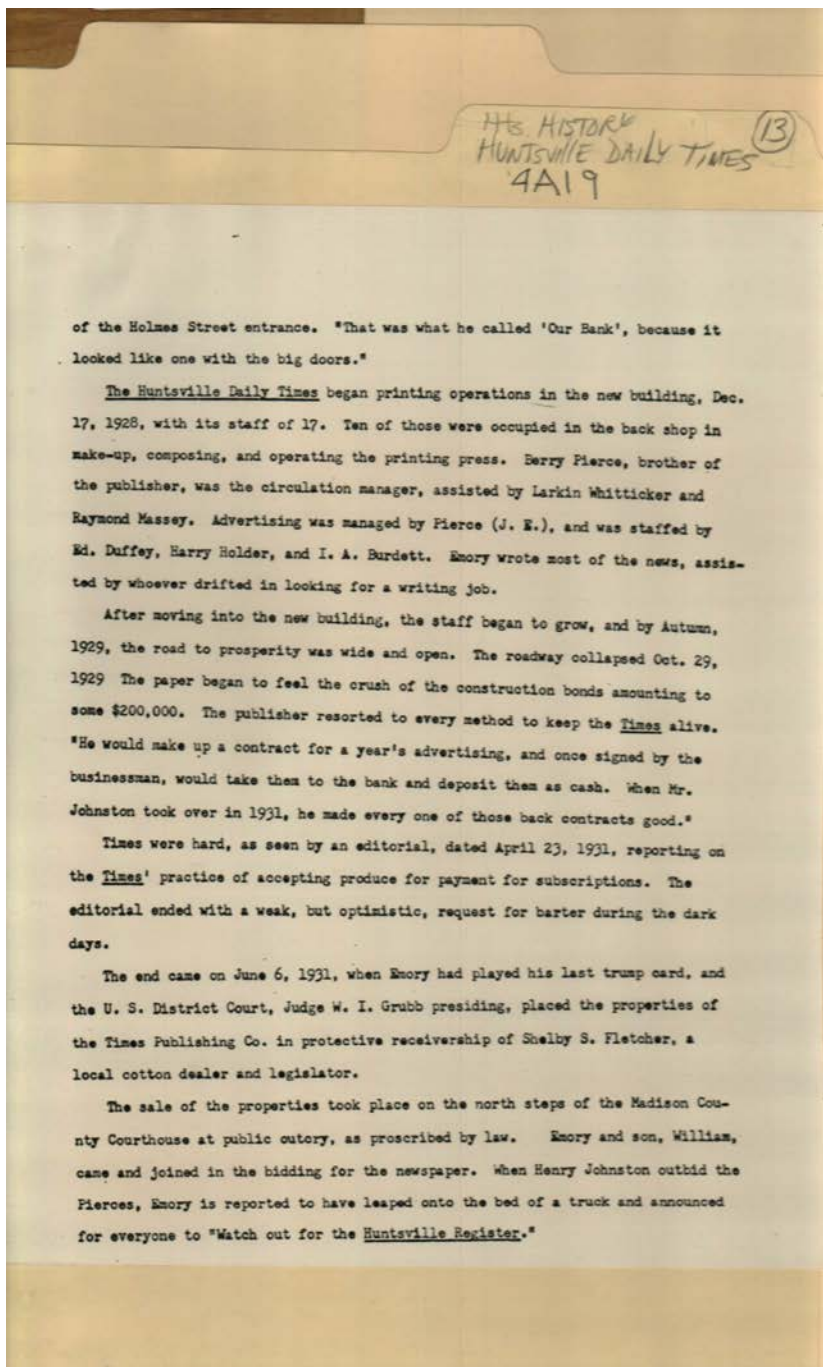 Hts. HISTORY
HUNTSVILLE DAILY TIMES
13
4A19
of the Holmes Street entrance. "That was what he called 'Our Bank', because it
looked like one with the big doors."
The Huntsville Daily Times began printing operations in the new building, Dec.
17, 1928, with its staff of 17. Ten of those were occupied in the back shop in
make-up, composing, and operating the printing press. Berry Pierce, brother of
the publisher, was the circulation manager, assisted by Larkin Whitticker and
Raymond Massey. Advertising was managed by Pierce (J. E.), and was staffed by
Ed. Duffey, Harry Holder, and I. A. Burdett. Emory wrote most of the news, assis-
ted by whoever drifted in looking for a writing job.
After moving into the new building, the staff began to grow, and by Autumn,
1929, the road to prosperity was wide and open. The roadway collapsed Oct. 29,
1929 The paper began to feel the crush of the construction bonds amounting to
some $200,000. The publisher resorted to every method to keep the Times alive.
"He would make up a contract for a year's advertising, and once signed by the
businessman, would take them to the bank and deposit them as cash. When Mr.
Johnston took over in 1931, he made every one of those back contracts good."
Times were hard, as seen by an editorial, dated April 23, 1931, reporting on
the Times' practice of accepting produce for payment for subscriptions. The
editorial ended with a weak, but optimistic, request for barter during the dark
days.
The end came on June 6, 1931, when Emory had played his last trump card, and
the U. S. District Court, Judge W. I. Grubb presiding, placed the properties of
the Times Publishing Co. in protective receivership of Shelby S. Fletcher, a
local cotton dealer and legislator.
The sale of the properties took place on the north steps of the Madison Cou-
nty Courthouse at public outcry, as proscribed by law. Emory and son, William,
came and joined in the bidding for the newspaper. When Henry Johnston outbid the
Pierces, Emory is reported to have leaped onto the bed of a truck and announced
for everyone to "Watch out for the Huntsville Register."